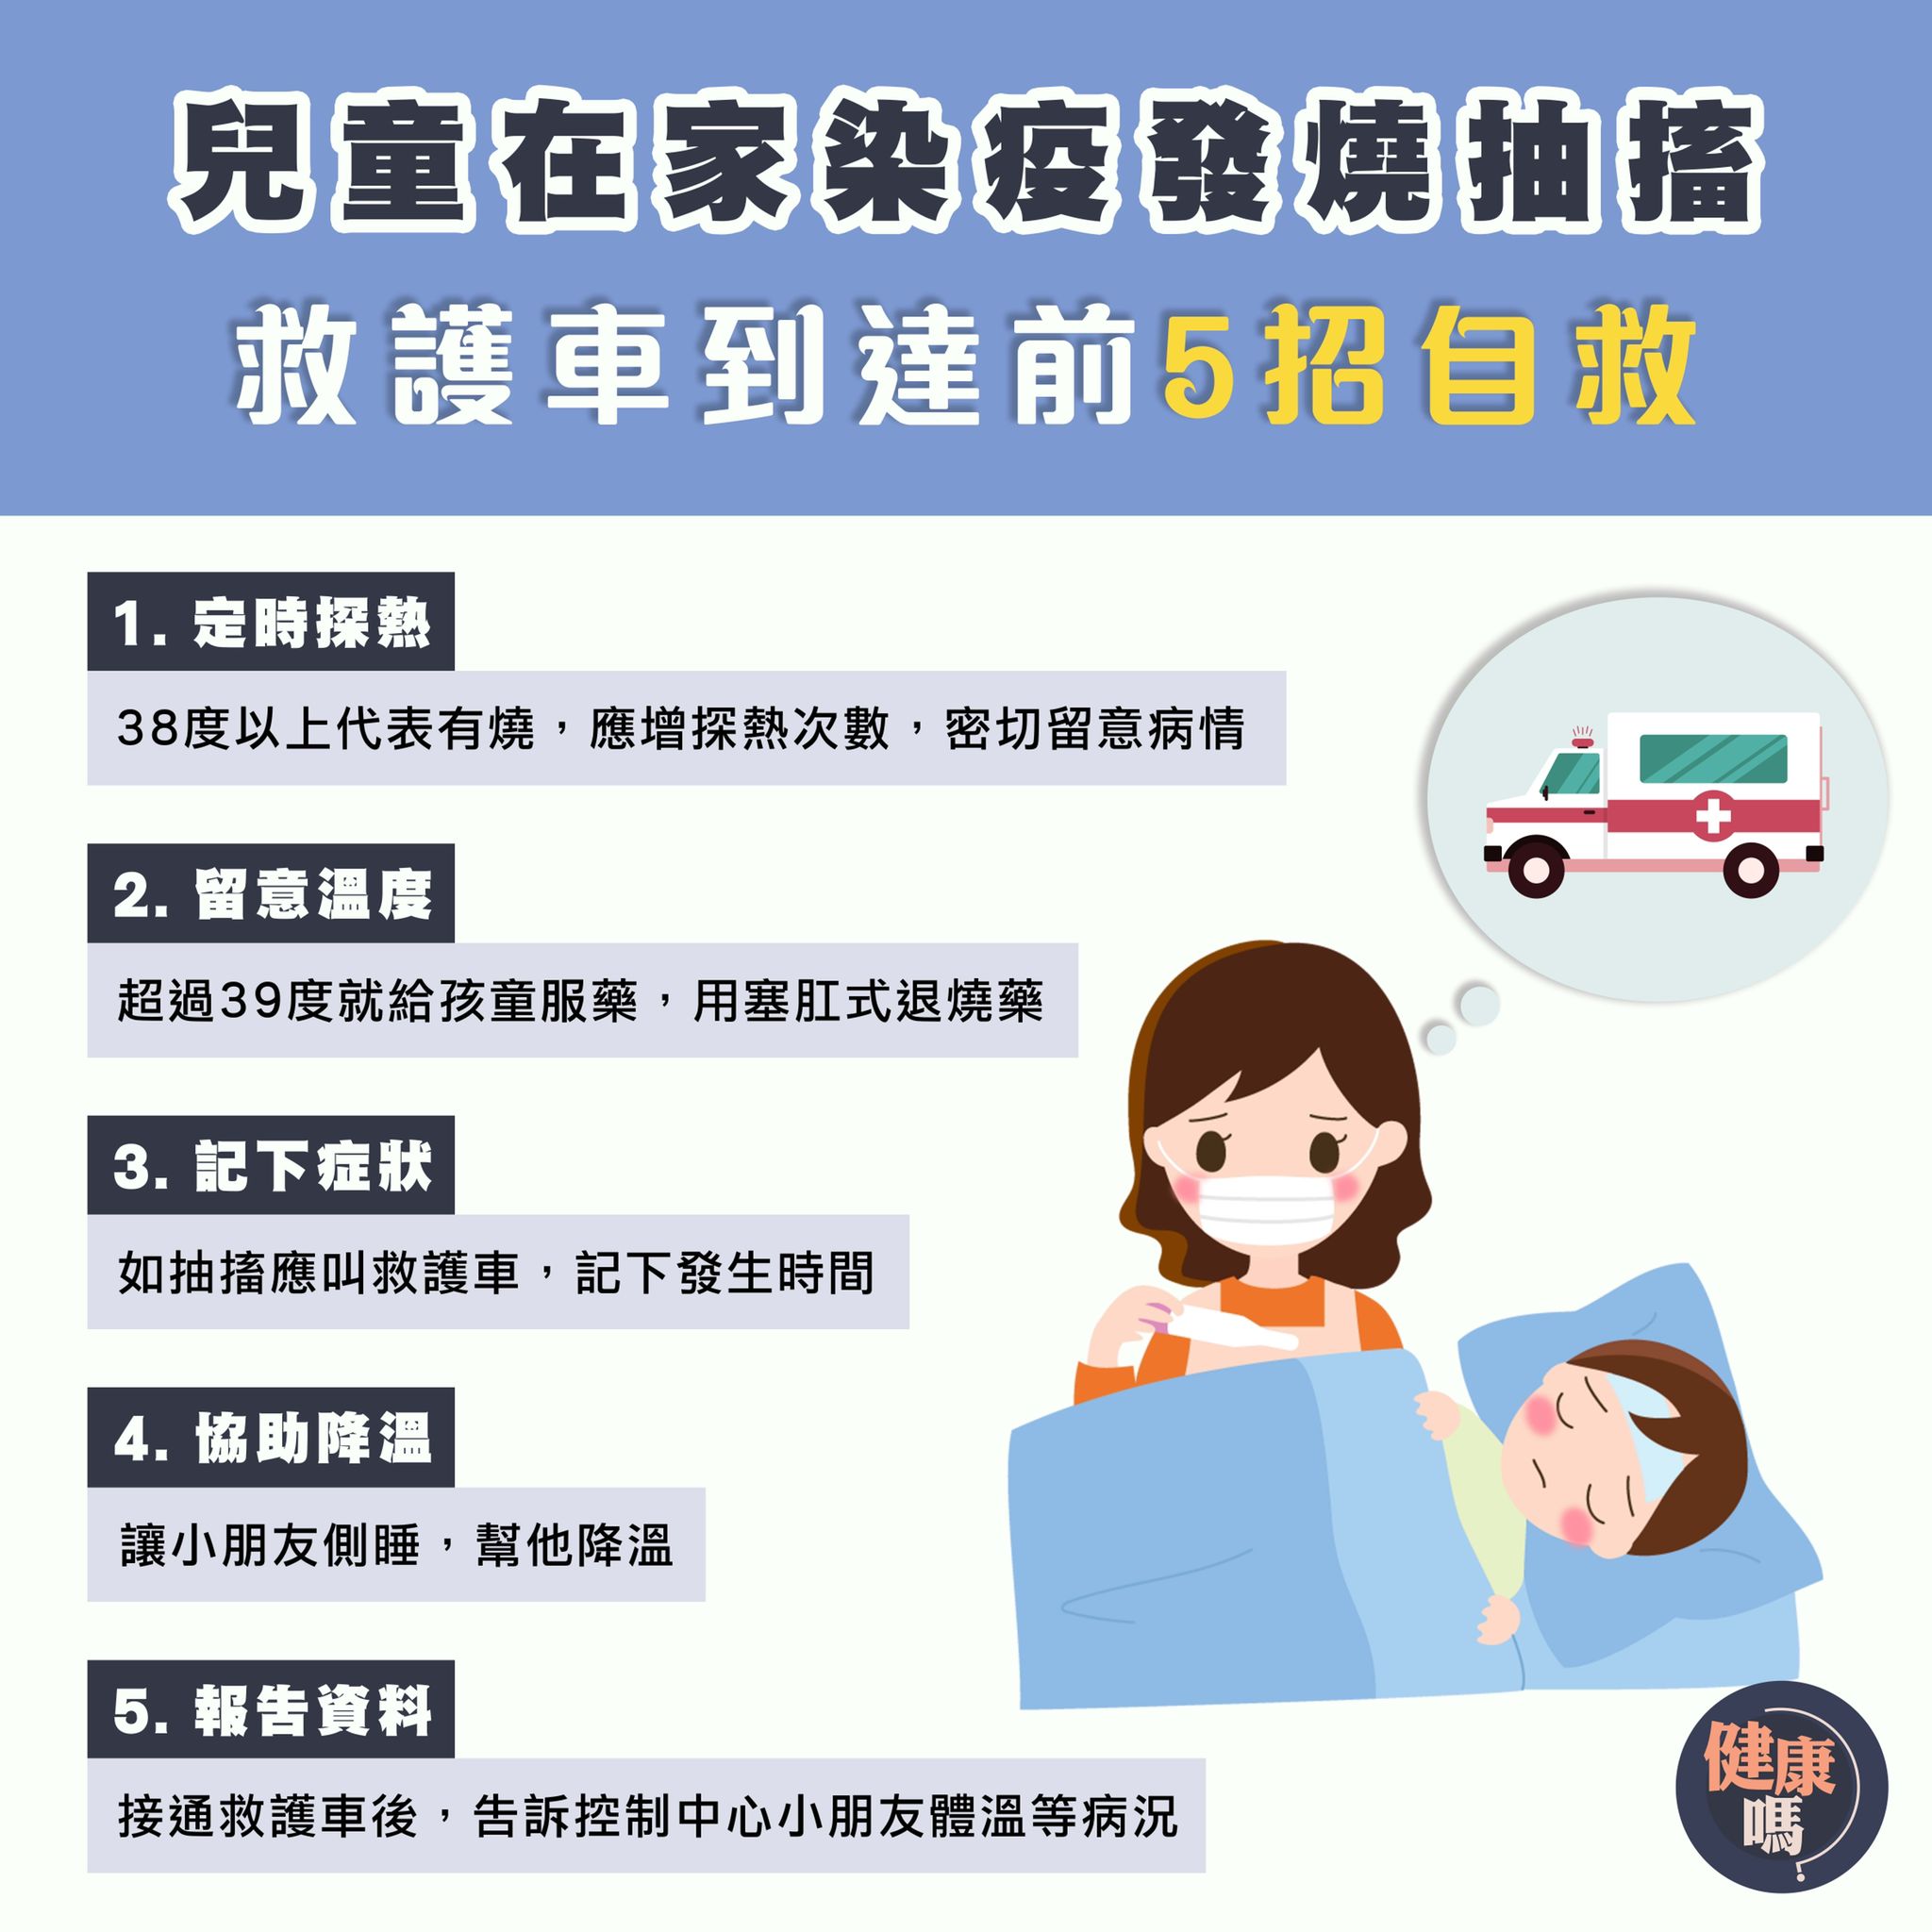 兒童在家染疫發燒抽搐
救護車到達前5招自救
1. 定時探熱
38度以上代表有燒，應增探熱次數，密切留意病情
2. 留意溫度
超過39度就給孩童服藥，用塞肛式退燒藥
3. 記下症狀
如抽搐應叫救護車，記下發生時間
4. 協助降溫
讓小朋友側睡，幫他降溫
5. 報告資料
接通救護車後，告訴控制中心小朋友體溫等病況
健康
嗎